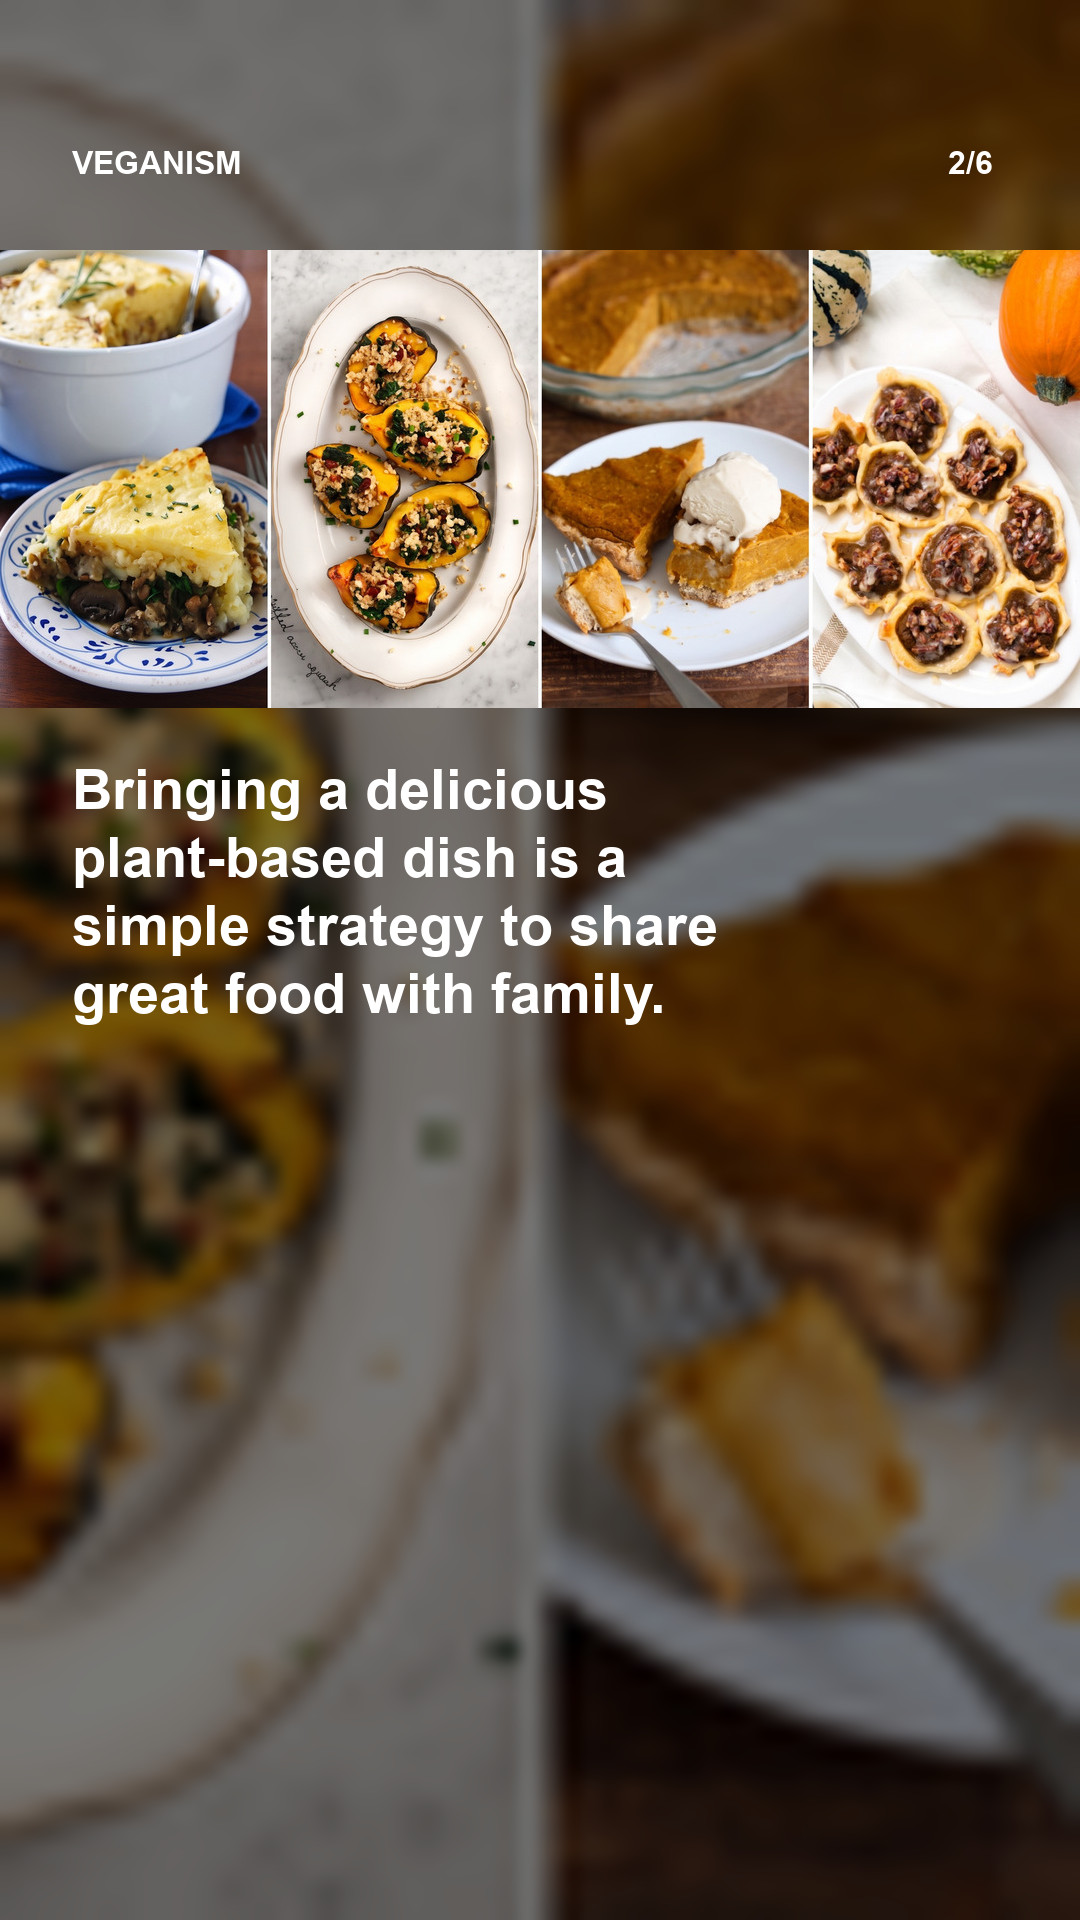 VEGANISM
2/6
Bringing a delicious
plant-based dish is a
simple strategy to share
great food with family.